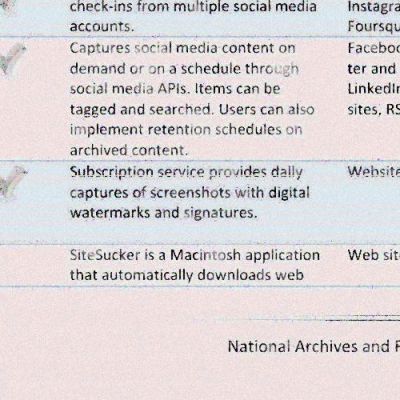 check-ins from multiple social media
accounts.
Captures social media content on
demand or on a schedule through
social media APIs. Items can be
tagged and searched. Users can also
implement retention schedules on
archived content.
Subscription service provides daily
captures of screenshots with digital
watermarks and signatures.
SiteSucker is a Macintosh application
that automatically downloads web
Instagra
Foursqu
Faceboo
ter and
LinkedIn
sites, RS
Website
Web sit
National Archives and R